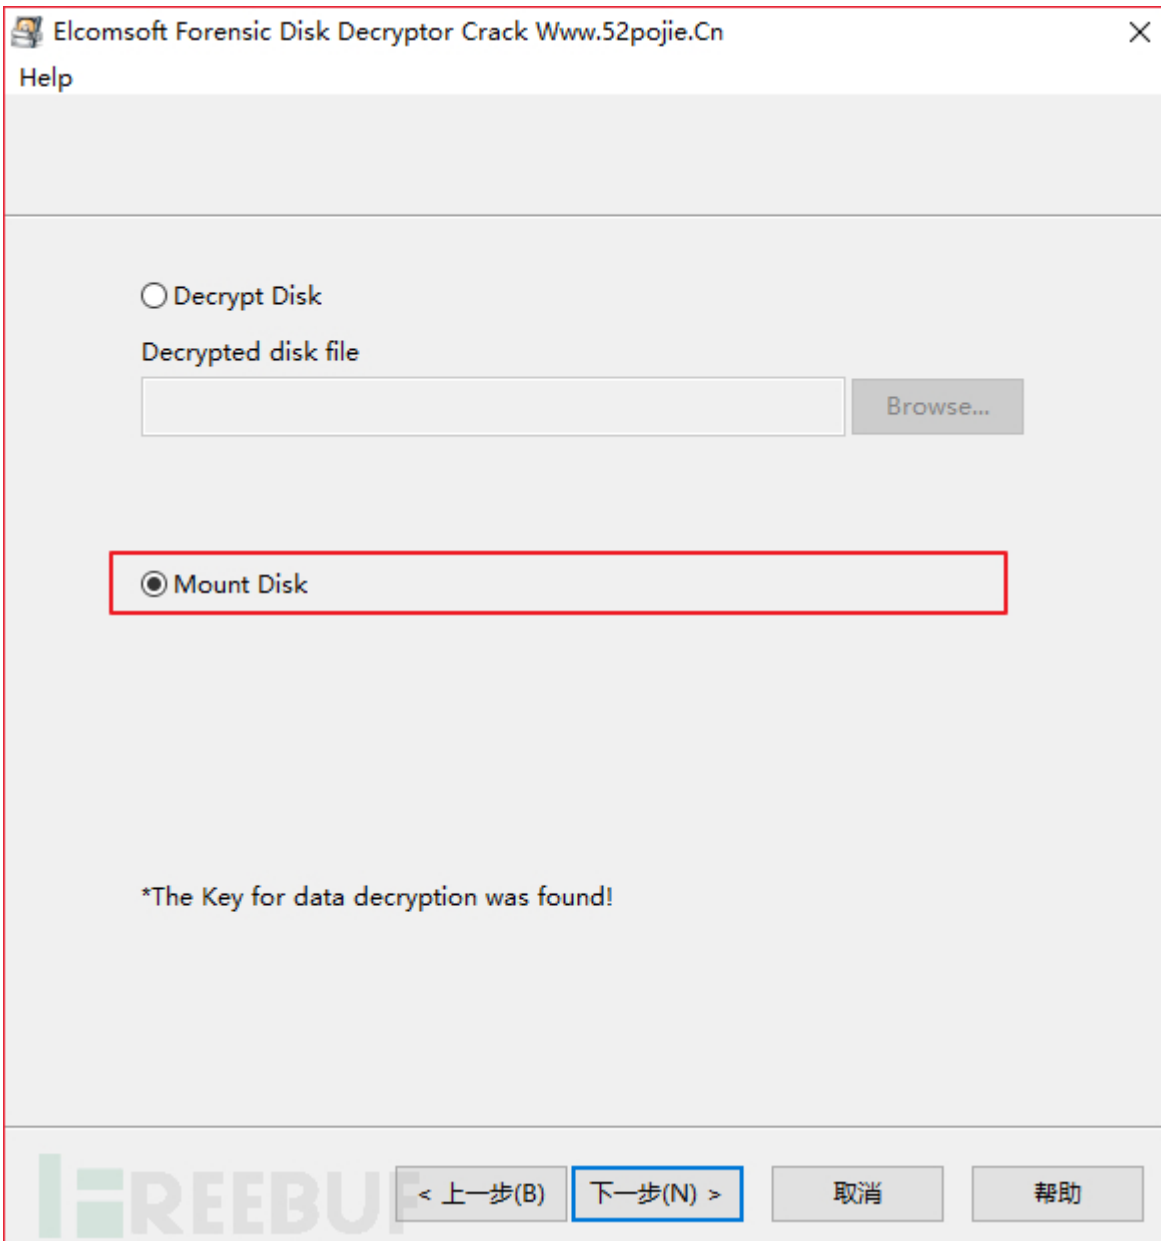 Elcomsoft Forensic Disk Decryptor Crack Www.52pojie.Cn
Help
Decrypt Disk
Decrypted disk file
Browse...
Mount Disk
*The Key for data decryption was found!
REEBUF
< 上一步(B) 下一步(N) > 取消 帮助